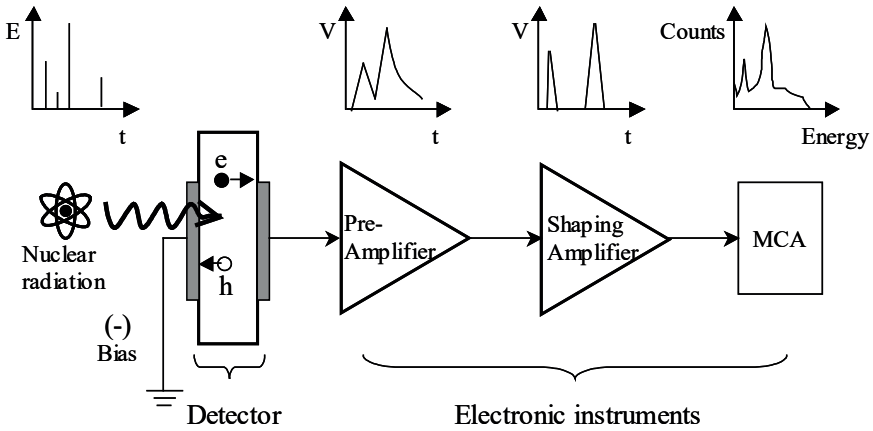 E
V
V
Counts
t
t
t
Energy
e
Nuclear
radiation
h
Pre-
Amplifier
Shaping
Amplifier
MCA
(-)
Bias
Detector
Electronic instruments